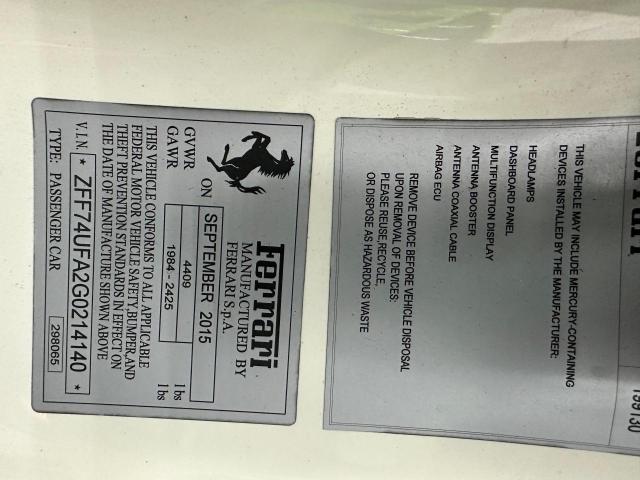 Ferrari
MANUFACTURED BY
FERRARI S.p.A.
ON SEPTEMBER 2015
GVWR 4409 lbs
GAWR 1984 - 2425 lbs
THIS VEHICLE CONFORMS TO ALL APPLICABLE
FEDERAL MOTOR VEHICLE SAFETY,BUMPER,AND
THEFT PREVENTION STANDARDS IN EFFECT ON
THE DATE OF MANUFACTURE SHOWN ABOVE
V.I.N. * ZFF74UFA2G0214140 *
TYPE: PASSENGER CAR 298065
THIS VEHICLE MAY INCLUDE MERCURY-CONTAINING
DEVICES INSTALLED BY THE MANUFACTURER:
HEADLAMPS
DASHBOARD PANEL
MULTIFUNCTION DISPLAY
ANTENNA BOOSTER
ANTENNA COAXIAL CABLE
AIRBAG ECU
REMOVE DEVICE BEFORE VEHICLE DISPOSAL
UPON REMOVAL OF DEVICES:
PLEASE REUSE,RECYCLE,
OR DISPOSE AS HAZARDOUS WASTE